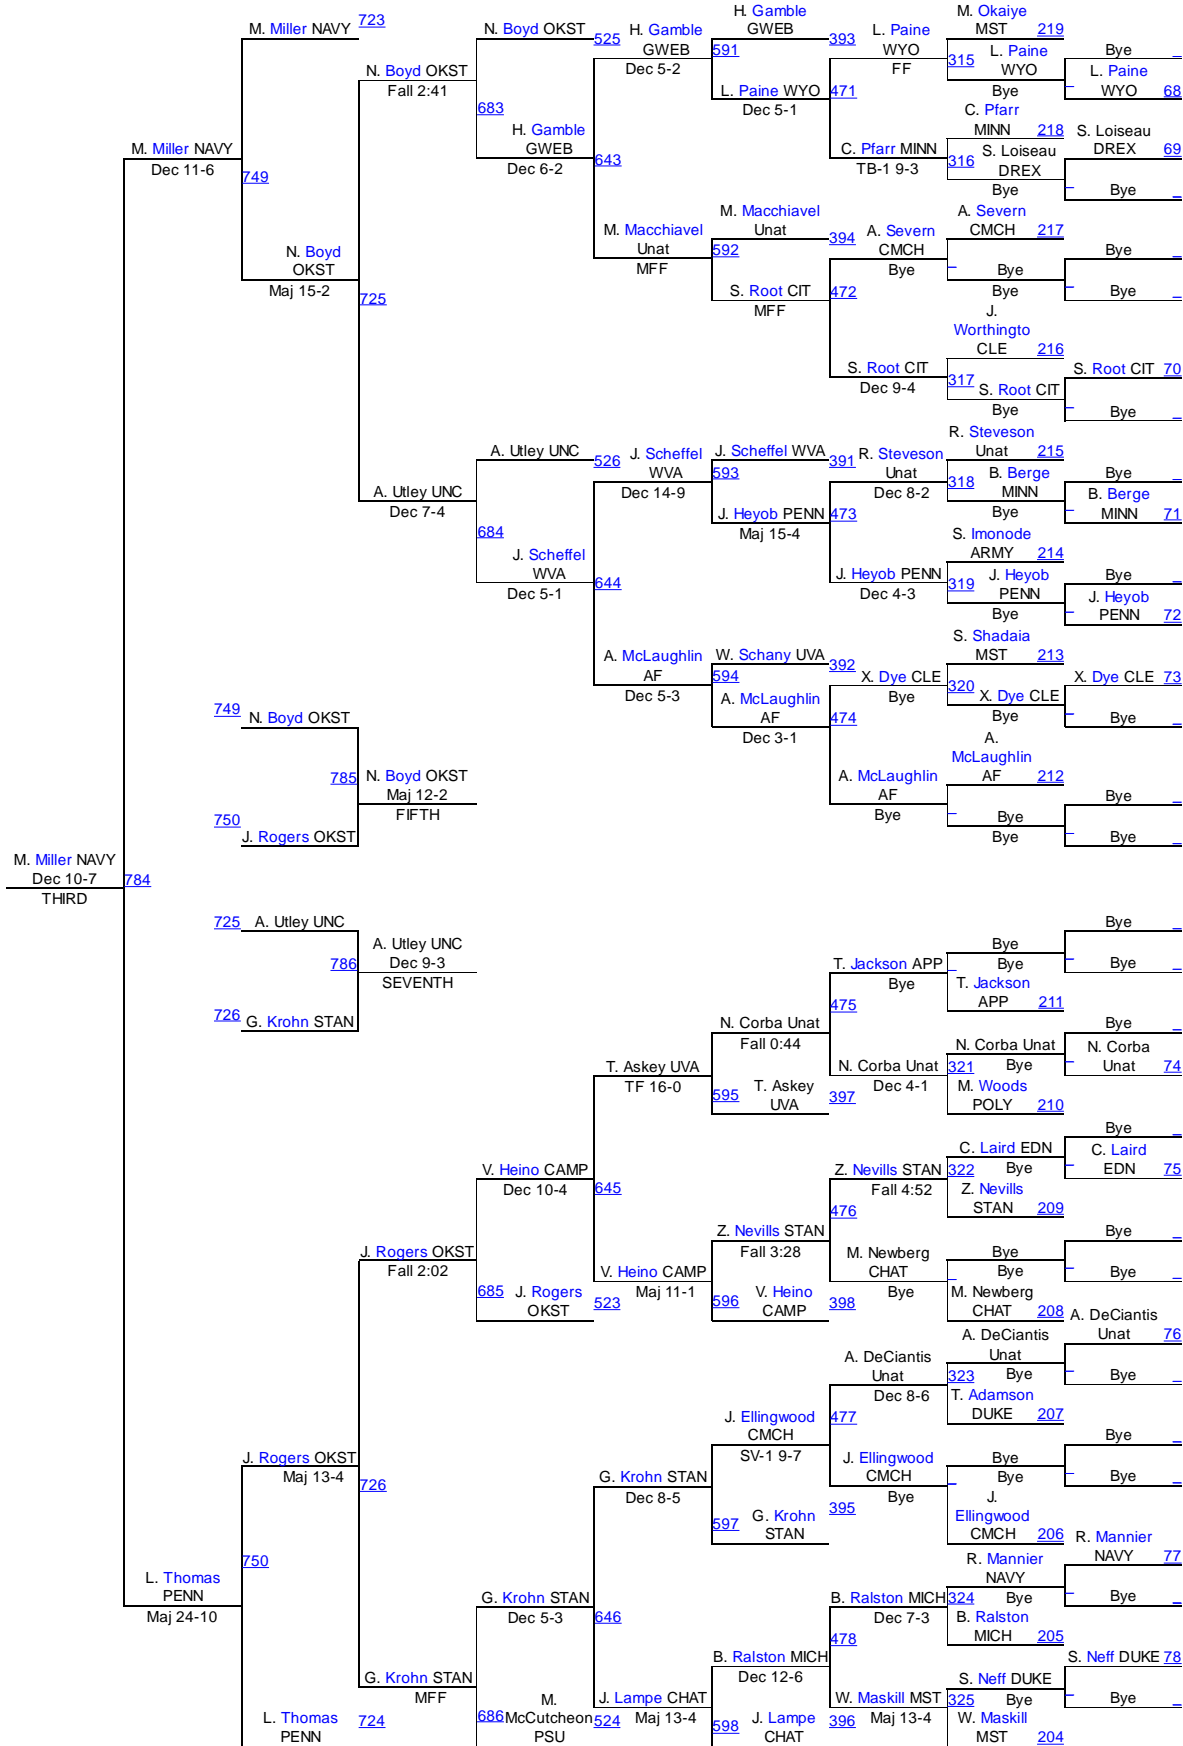 M. Miller NAVY 723
N. Boyd OKST
525
H. Gamble
GWEB
Dec 5-2
H. Gamble
GWEB
393
L. Paine
WYO
FF
M. Okaiye
MST 219
Bye _
591
315
L. Paine
WYO
Bye
_
L. Paine
WYO 68
N. Boyd OKST
Fall 2:41
L. Paine WYO
Dec 5-1
471
683
C. Pfarr
MINN 218
S. Loiseau
DREX 69
H. Gamble
GWEB
Dec 6-2
643
C. Pfarr MINN
TB-1 9-3
316
S. Loiseau
DREX
Bye
_
Bye _
M. Miller NAVY
Dec 11-6
749
M. Macchiavel
Unat
MFF
M. Macchiavel
Unat
394
A. Severn
CMCH
Bye
A. Severn
CMCH 217
Bye _
592
_
Bye
Bye
_
Bye _
N. Boyd
OKST
Maj 15-2
725
S. Root CIT
MFF
472
J.
Worthingto
CLE 216
S. Root CIT 70
S. Root CIT
Dec 9-4
317
S. Root CIT
Bye
_
Bye _
A. Utley UNC
526
J. Scheffel
WVA
Dec 14-9
J. Scheffel WVA
391
R. Steveson
Unat
Dec 8-2
R. Steveson
Unat 215
Bye _
593
318
B. Berge
MINN
Bye
_
B. Berge
MINN 71
A. Utley UNC
Dec 7-4
J. Heyob PENN
Maj 15-4
473
684
S. Imonode
ARMY 214
Bye _
J. Scheffel
WVA
Dec 5-1
644
J. Heyob PENN
Dec 4-3
319
J. Heyob
PENN
Bye
_
J. Heyob
PENN 72
A. McLaughlin
AF
Dec 5-3
W. Schany UVA
392
S. Shadaia
MST 213
594
X. Dye CLE
Bye
320
X. Dye CLE
Bye
X. Dye CLE 73
_
Bye _
A. McLaughlin
AF
Dec 3-1
474
749 N. Boyd OKST
A.
McLaughlin
AF 212
785
N. Boyd OKST
Maj 12-2
FIFTH
A. McLaughlin
AF
Bye
_
Bye
Bye
Bye _
_
Bye _
750
J. Rogers OKST
M. Miller NAVY
Dec 10-7
THIRD
784
725 A. Utley UNC
786
A. Utley UNC
Dec 9-3
SEVENTH
726 G. Krohn STAN
T. Jackson APP
Bye
Bye
_
Bye
Bye _
_
Bye _
T. Jackson
APP 211
475
N. Corba Unat
Fall 0:44
N. Corba Unat
Dec 4-1
N. Corba Unat
321
Bye
Bye _
_
N. Corba
Unat 74
T. Askey UVA
TF 16-0
595
T. Askey
UVA
397
M. Woods
POLY 210
V. Heino CAMP
Dec 10-4
645
Z. Nevills STAN
Fall 4:52
C. Laird EDN
322
Bye
Bye _
_
C. Laird
EDN 75
Z. Nevills
STAN 209
476
J. Rogers OKST
Fall 2:02
Z. Nevills STAN
Fall 3:28
M. Newberg
CHAT
Bye
Bye
_
Bye
Bye _
_
Bye _
685
J. Rogers
OKST
523
V. Heino CAMP
Maj 11-1
596
V. Heino
CAMP
398
M. Newberg
CHAT 208
A. DeCiantis
Unat
Dec 8-6
A. DeCiantis
Unat
323
Bye
A. DeCiantis
Unat 76
_
Bye _
T. Adamson
DUKE 207
J. Ellingwood
CMCH
SV-1 9-7
477
J. Rogers OKST
Maj 13-4
726
G. Krohn STAN
Dec 8-5
J. Ellingwood
CMCH
Bye
Bye
_
Bye
Bye _
_
Bye _
597
G. Krohn
STAN
395
J.
Ellingwood
CMCH 206
750
L. Thomas
PENN
Maj 24-10
G. Krohn STAN
Dec 5-3
646
B. Ralston MICH
Dec 7-3
R. Mannier
NAVY
324
Bye
R. Mannier
NAVY 77
_
Bye _
B. Ralston
MICH 205
478
B. Ralston MICH
Dec 12-6
G. Krohn STAN
MFF
J. Lampe CHAT
Maj 13-4
W. Maskill MST
Maj 13-4
S. Neff DUKE
325
Bye
S. Neff DUKE 78
_
Bye _
L. Thomas
PENN
724
686
M.
McCutcheon
PSU
524
598
J. Lampe
CHAT
396
W. Maskill
MST 204